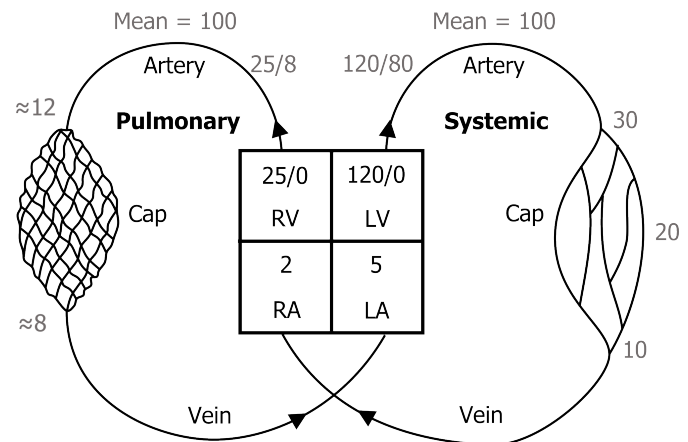 Mean = 100
Mean = 100
Artery
25/8
120/80
Artery
≈12
Pulmonary
Systemic
30
25/0
120/0
Cap
RV
LV
Cap
20
2
5
RA
LA
≈8
10
Vein
Vein